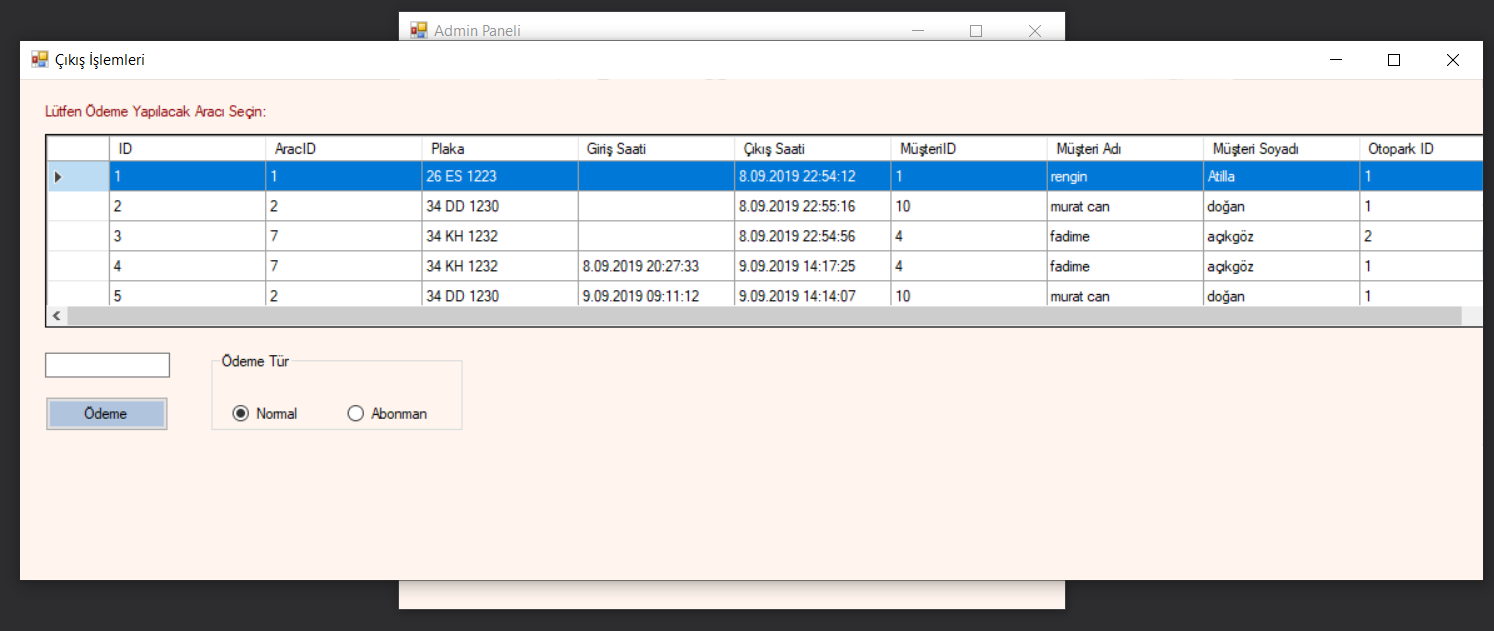 Admin Paneli
Çıkış İşlemleri
Lütfen Ödeme Yapılacak Aracı Seçin:
ID AracID Plaka Giriş Saati Çıkış Saati MüşteriID Müşteri Adı Müşteri Soyadı Otopark ID
1 1 26 ES 1223 8.09.2019 22:54:12 1 rengin Atilla 1
2 2 34 DD 1230 8.09.2019 22:55:16 10 murat can doğan 1
3 7 34 KH 1232 8.09.2019 22:54:56 4 fadime açıkgöz 2
4 7 34 KH 1232 8.09.2019 20:27:33 9.09.2019 14:17:25 4 fadime açıkgöz 1
5 2 34 DD 1230 9.09.2019 09:11:12 9.09.2019 14:14:07 10 murat can doğan 1
Ödeme Tür
Ödeme Normal Abonman